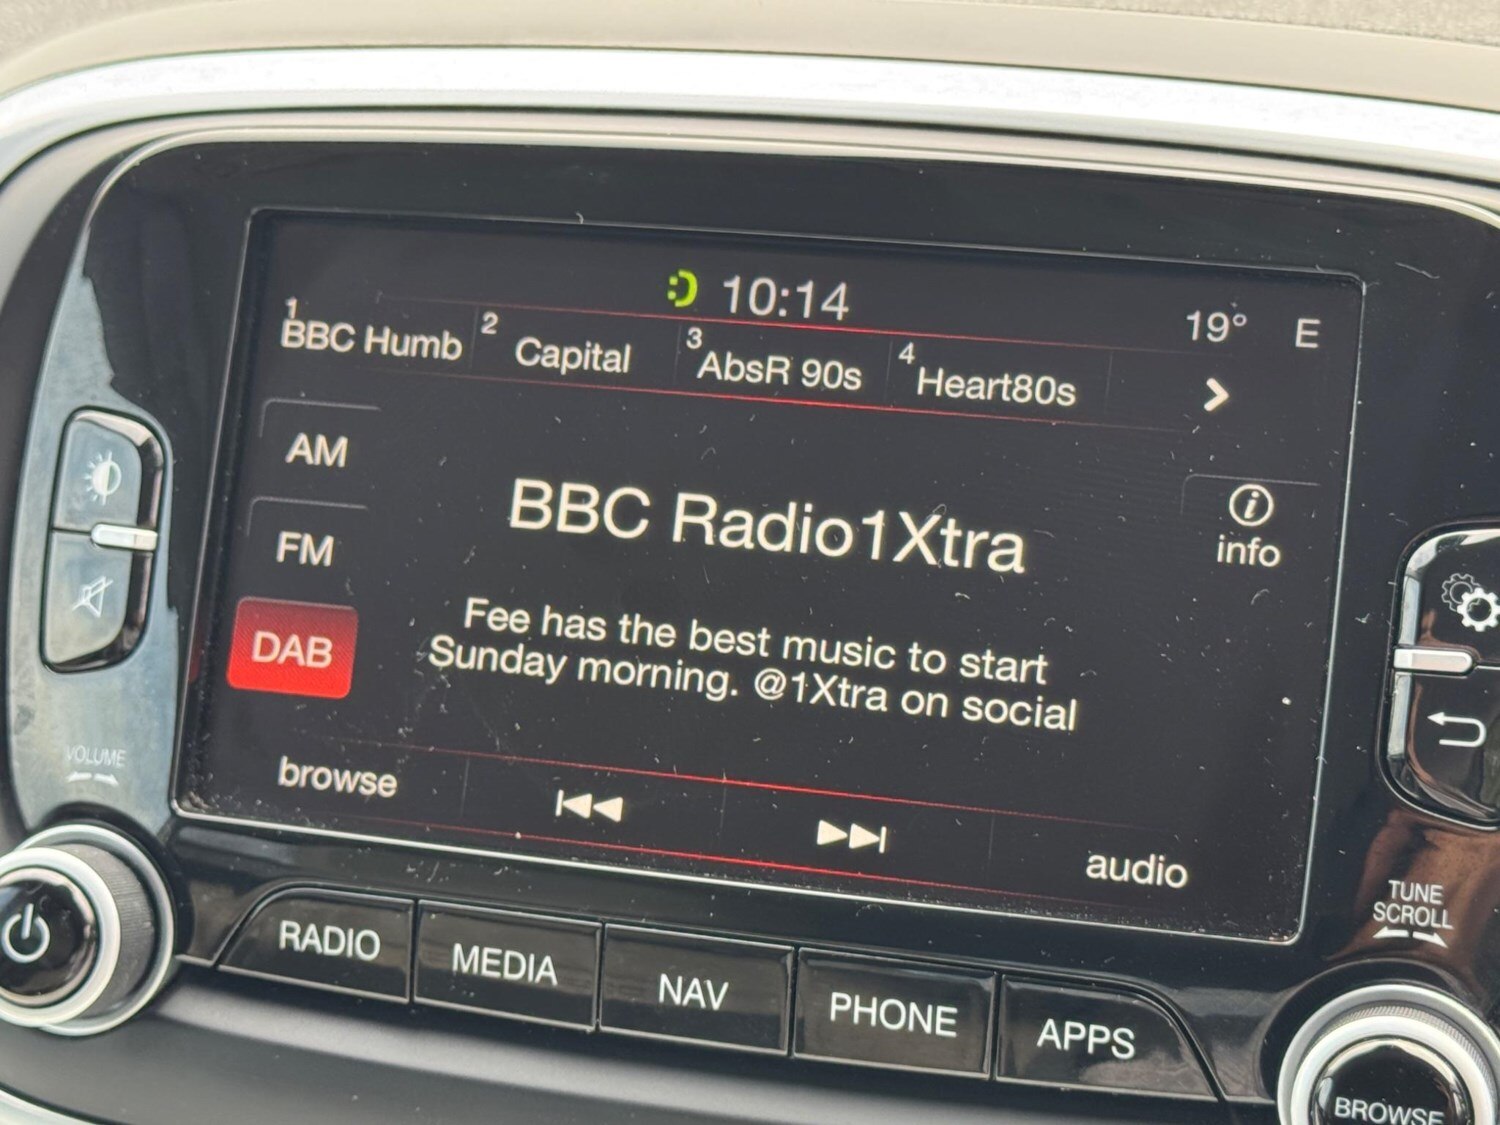 10:14
19° E
1 BBC Humb 2 Capital 3 AbsR 90s 4 Heart80s
AM
FM
DAB
BBC Radio1Xtra
info
Fee has the best music to start
Sunday morning. @1Xtra on social
browse
audio
VOLUME
TUNE
SCROLL
RADIO MEDIA NAV PHONE APPS
BROWSE